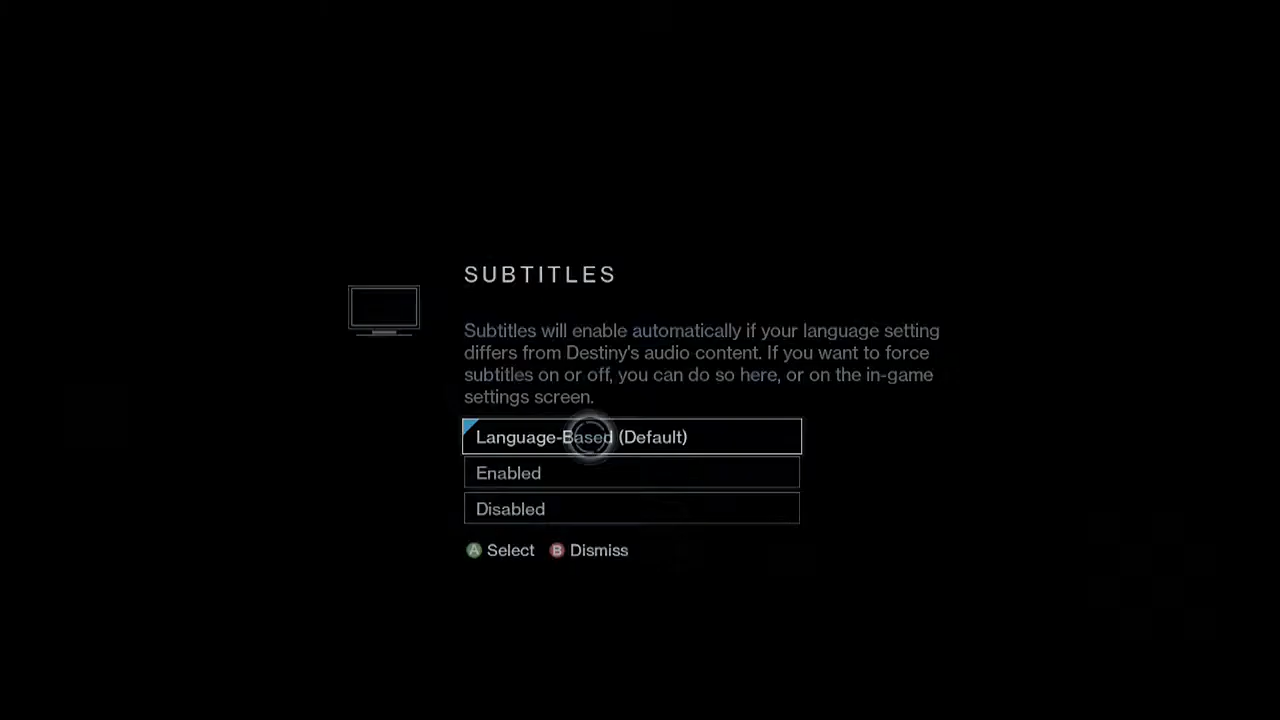 SUBTITLES
Subtitles will enable automatically if your language setting
differs from Destiny's audio content. If you want to force
subtitles on or off, you can do so here, or on the in-game
settings screen.
Language-Based (Default)
Enabled
Disabled
A Select B Dismiss